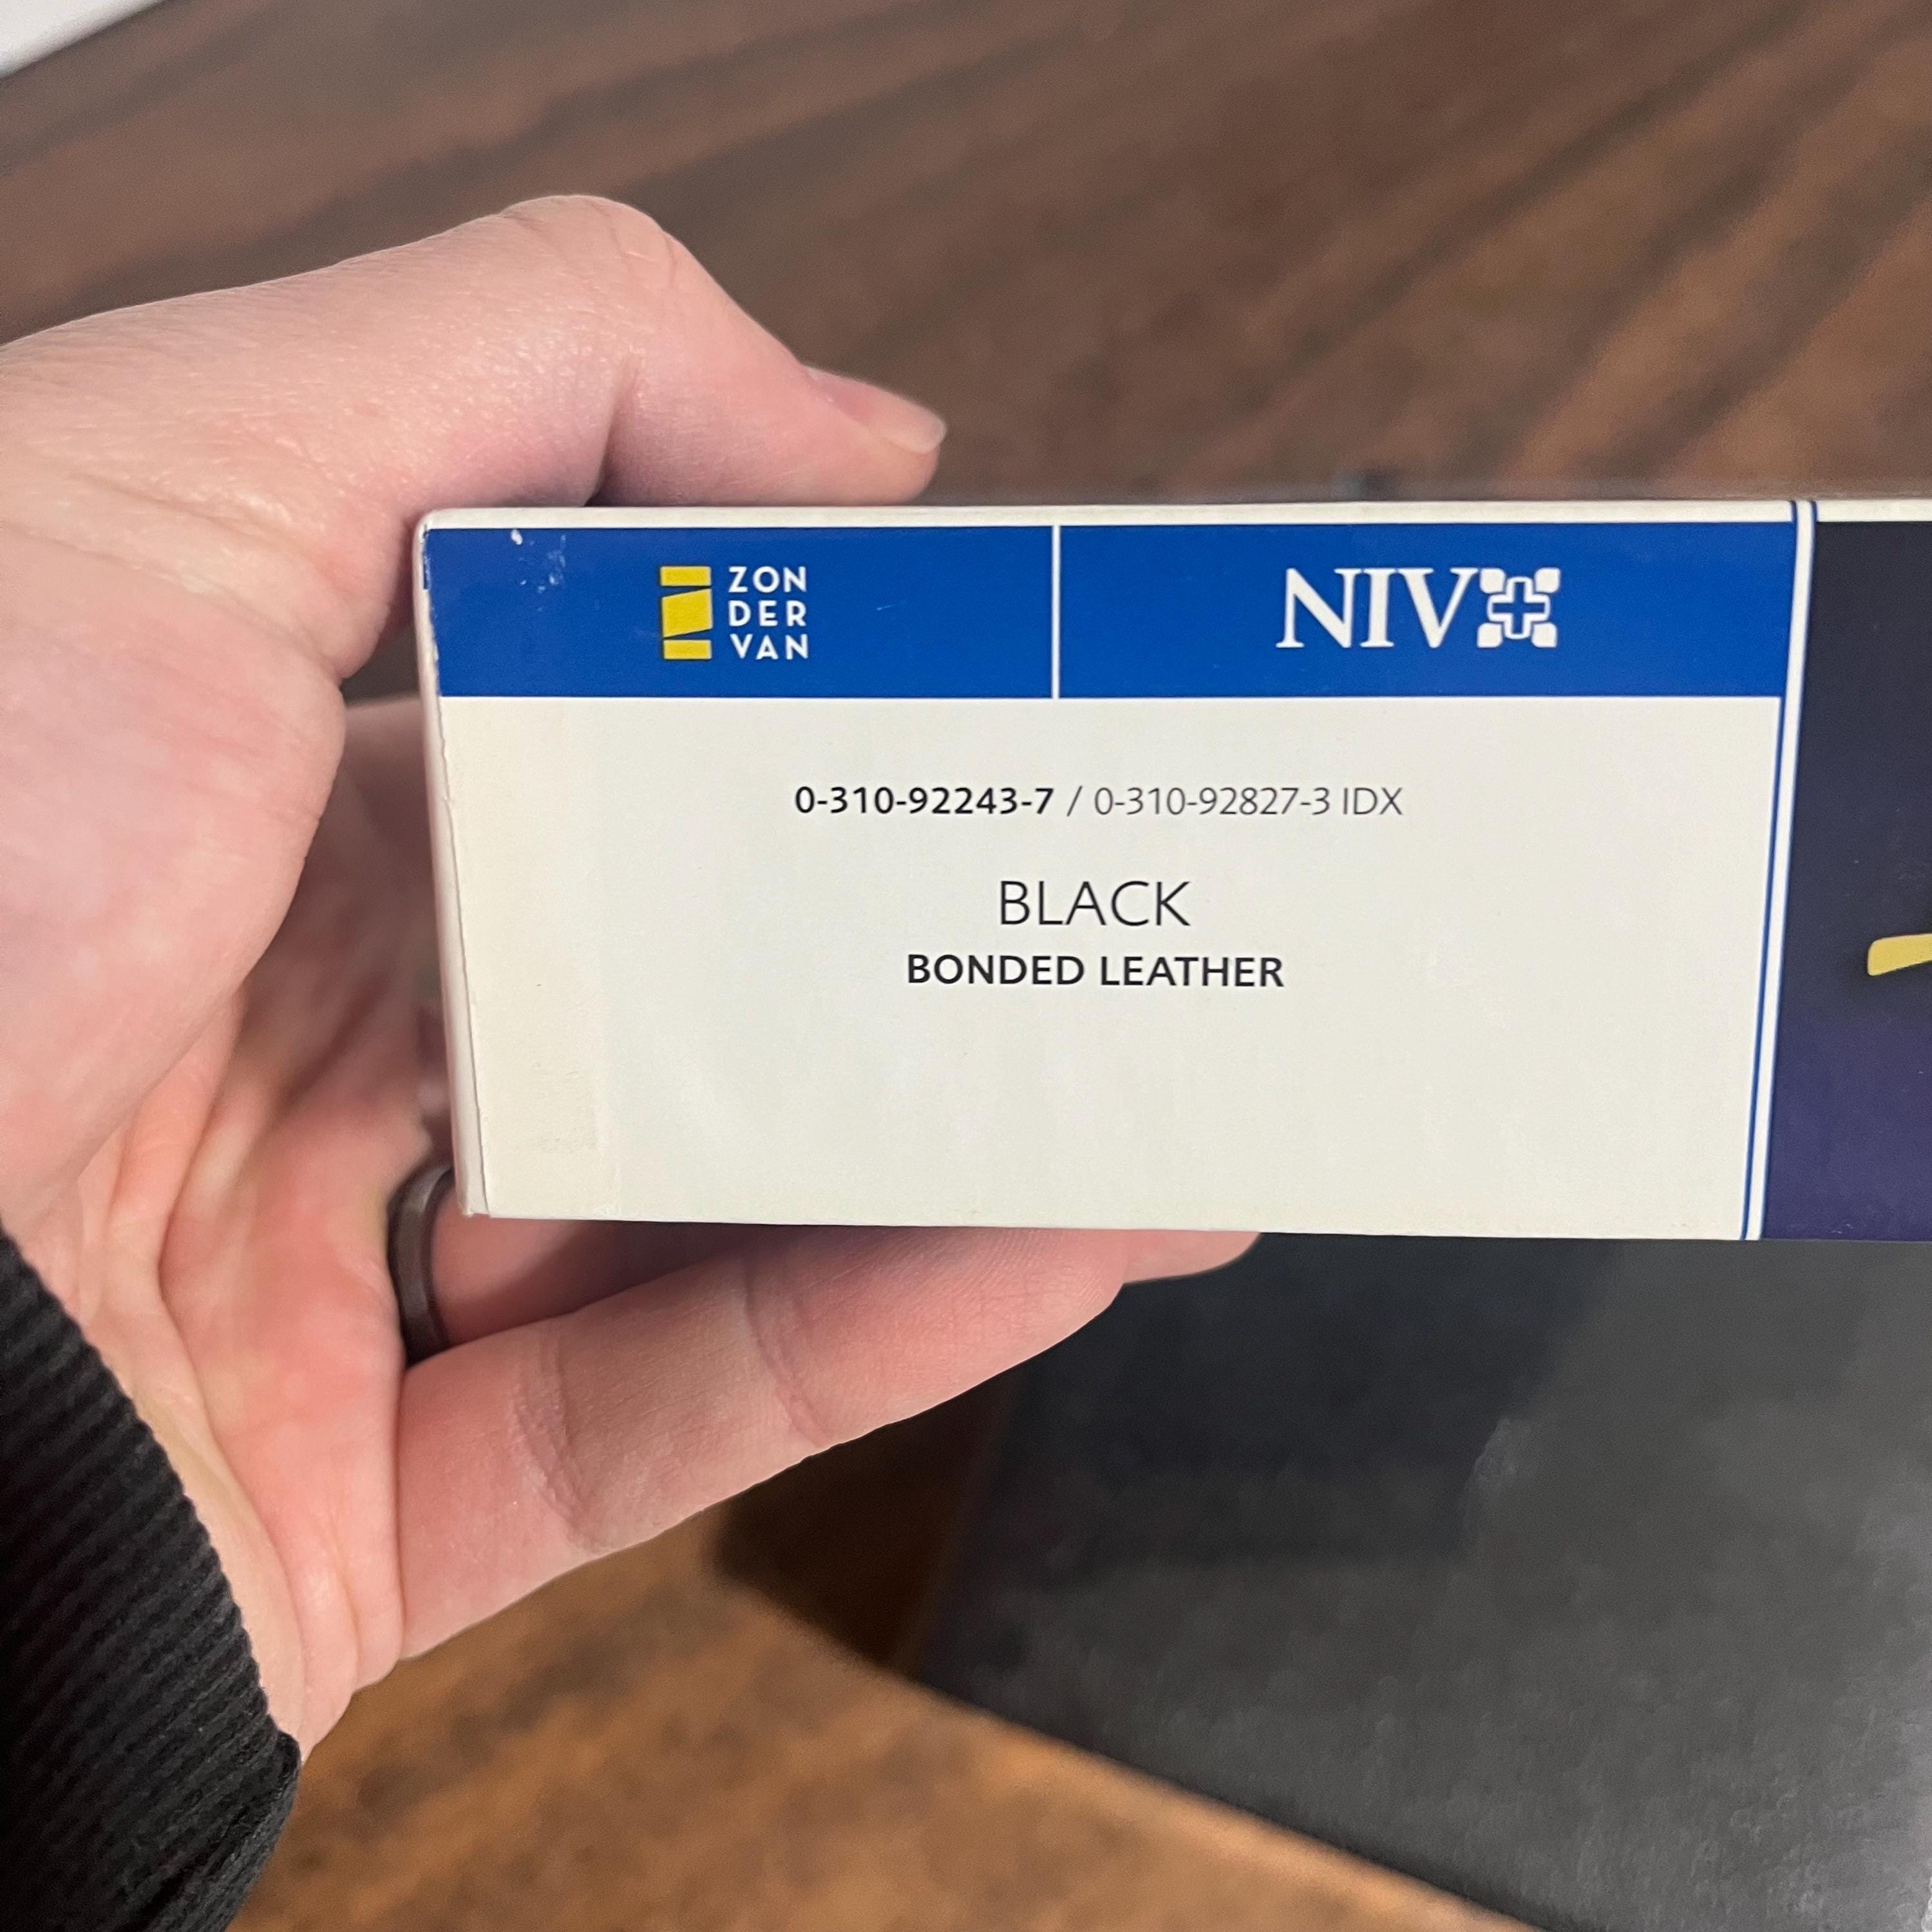 ZON
DER
VAN
NIV
0-310-92243-7 / 0-310-92827-3 IDX
BLACK
BONDED LEATHER